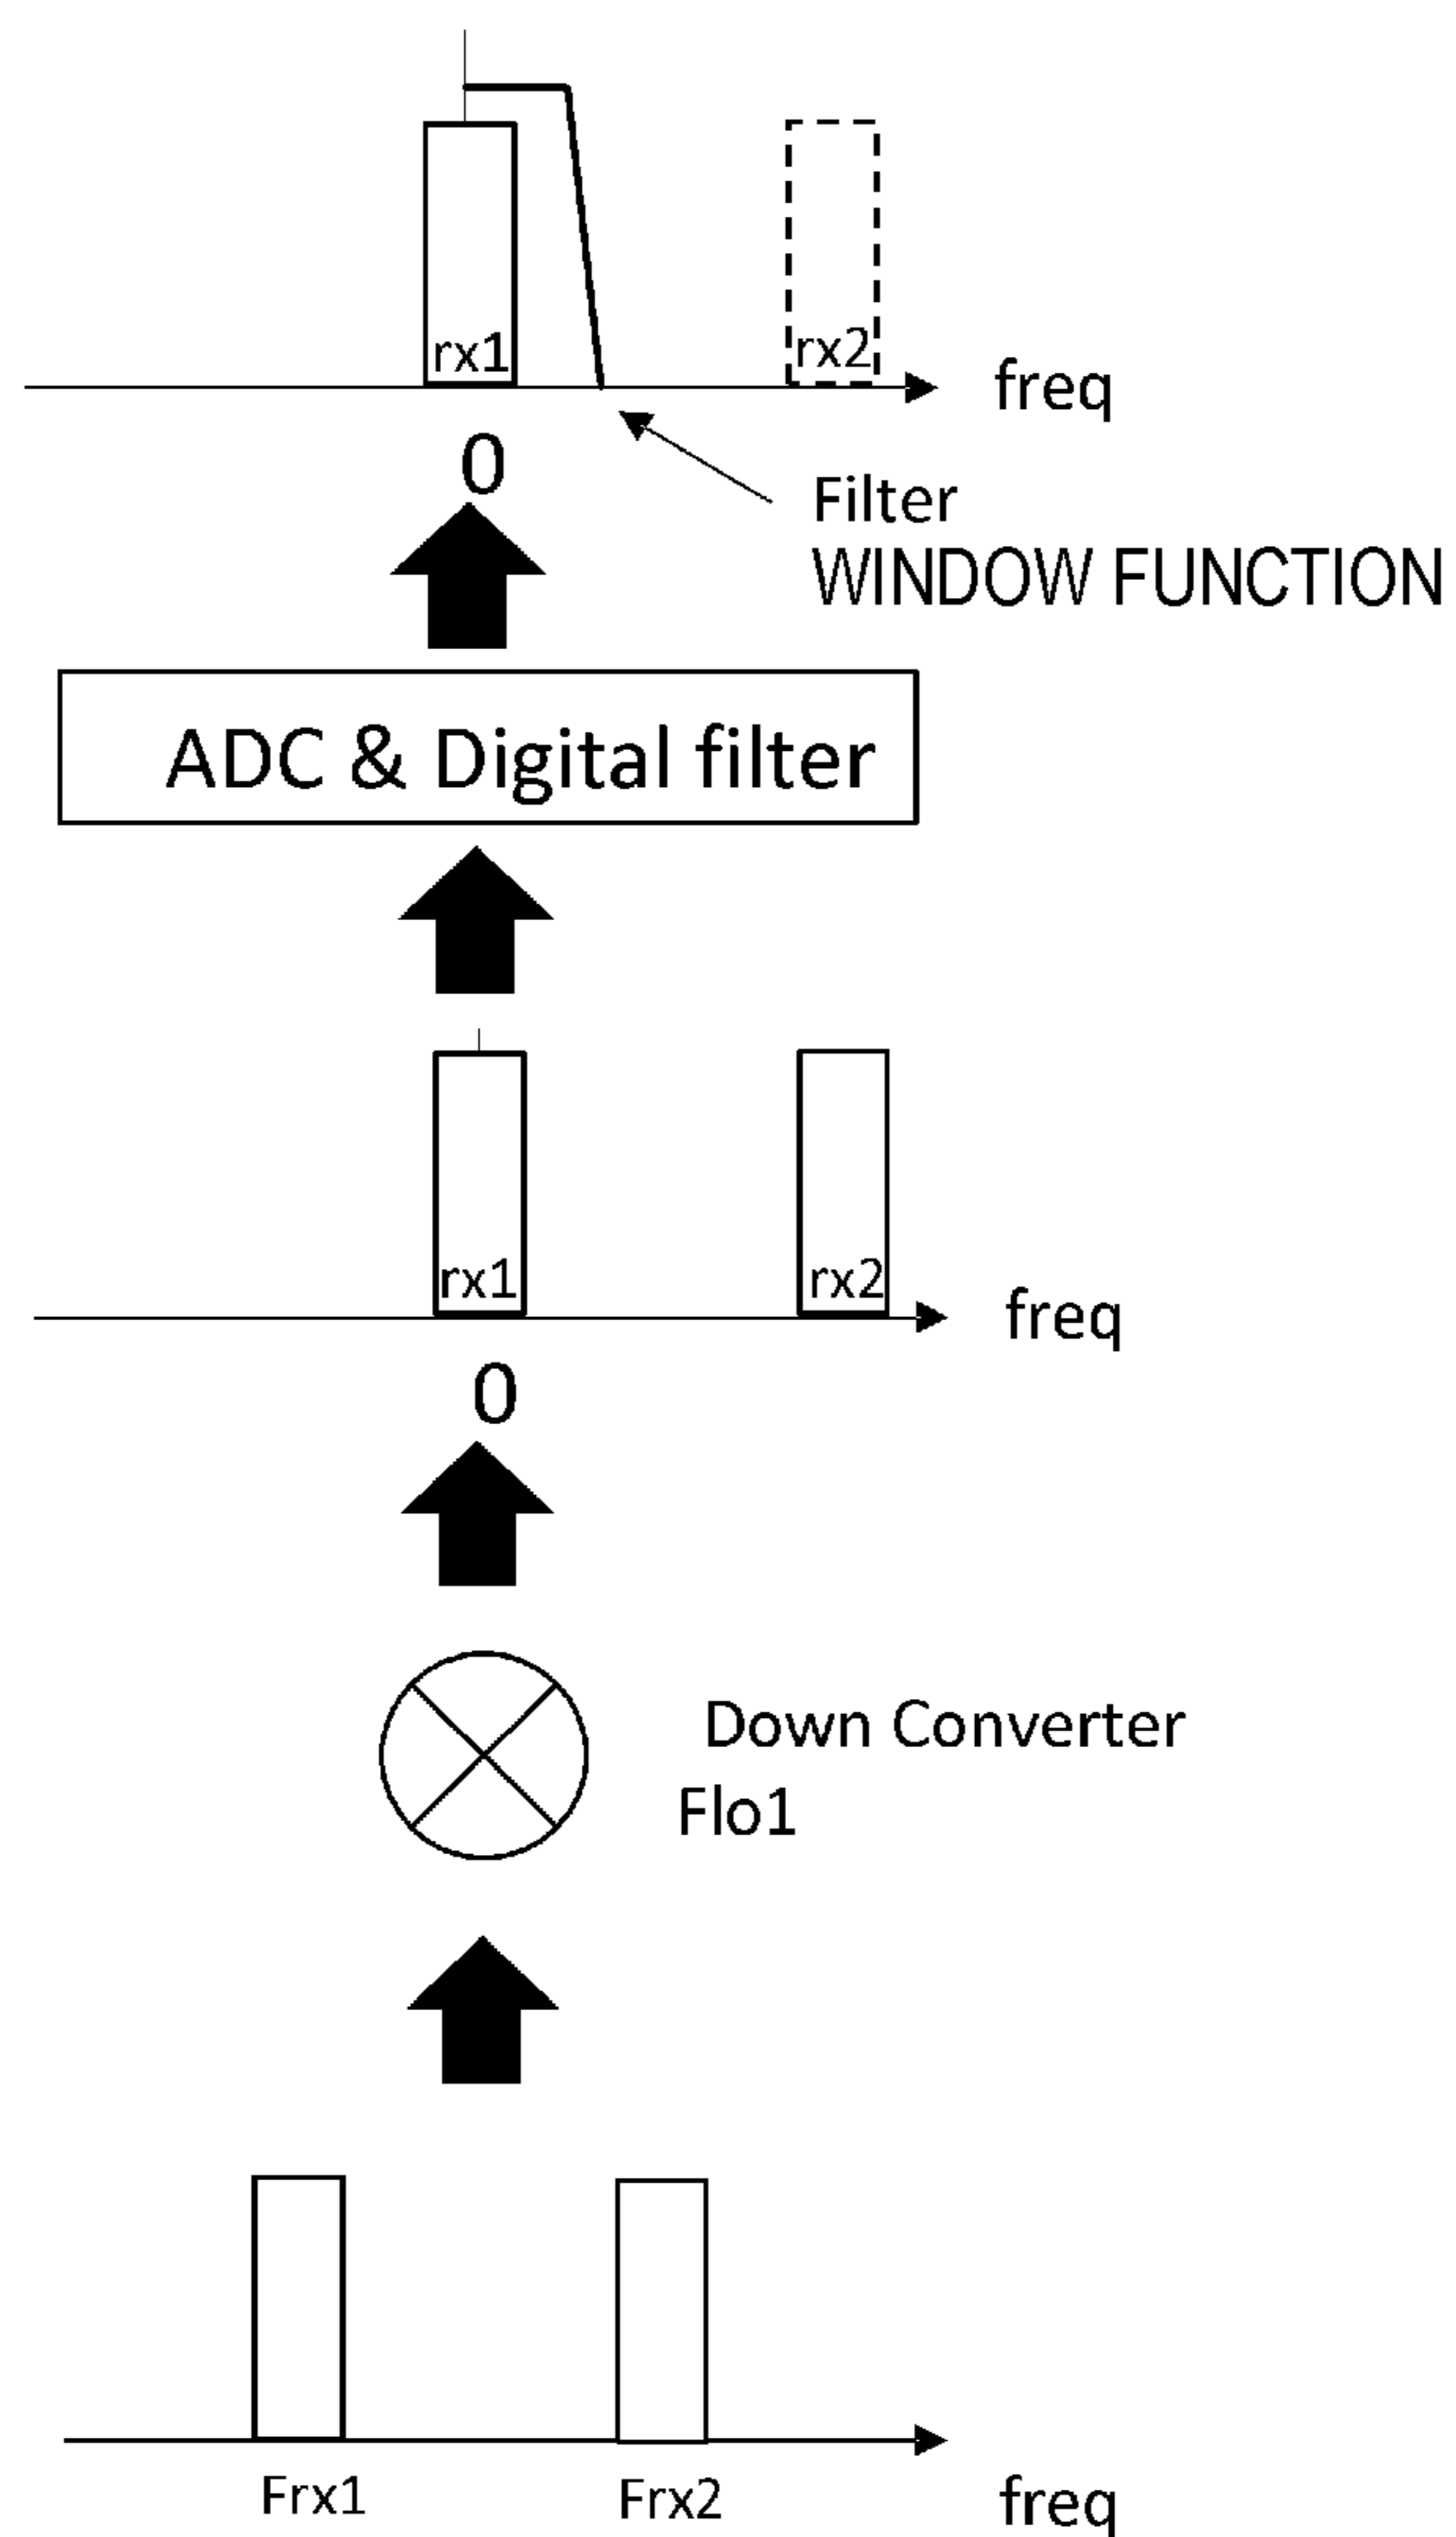 rx1
rx2
freq
0
Filter
WINDOW FUNCTION
ADC & Digital filter
rx1
rx2
freq
0
Down Converter
Flo1
Frx1
Frx2
freq